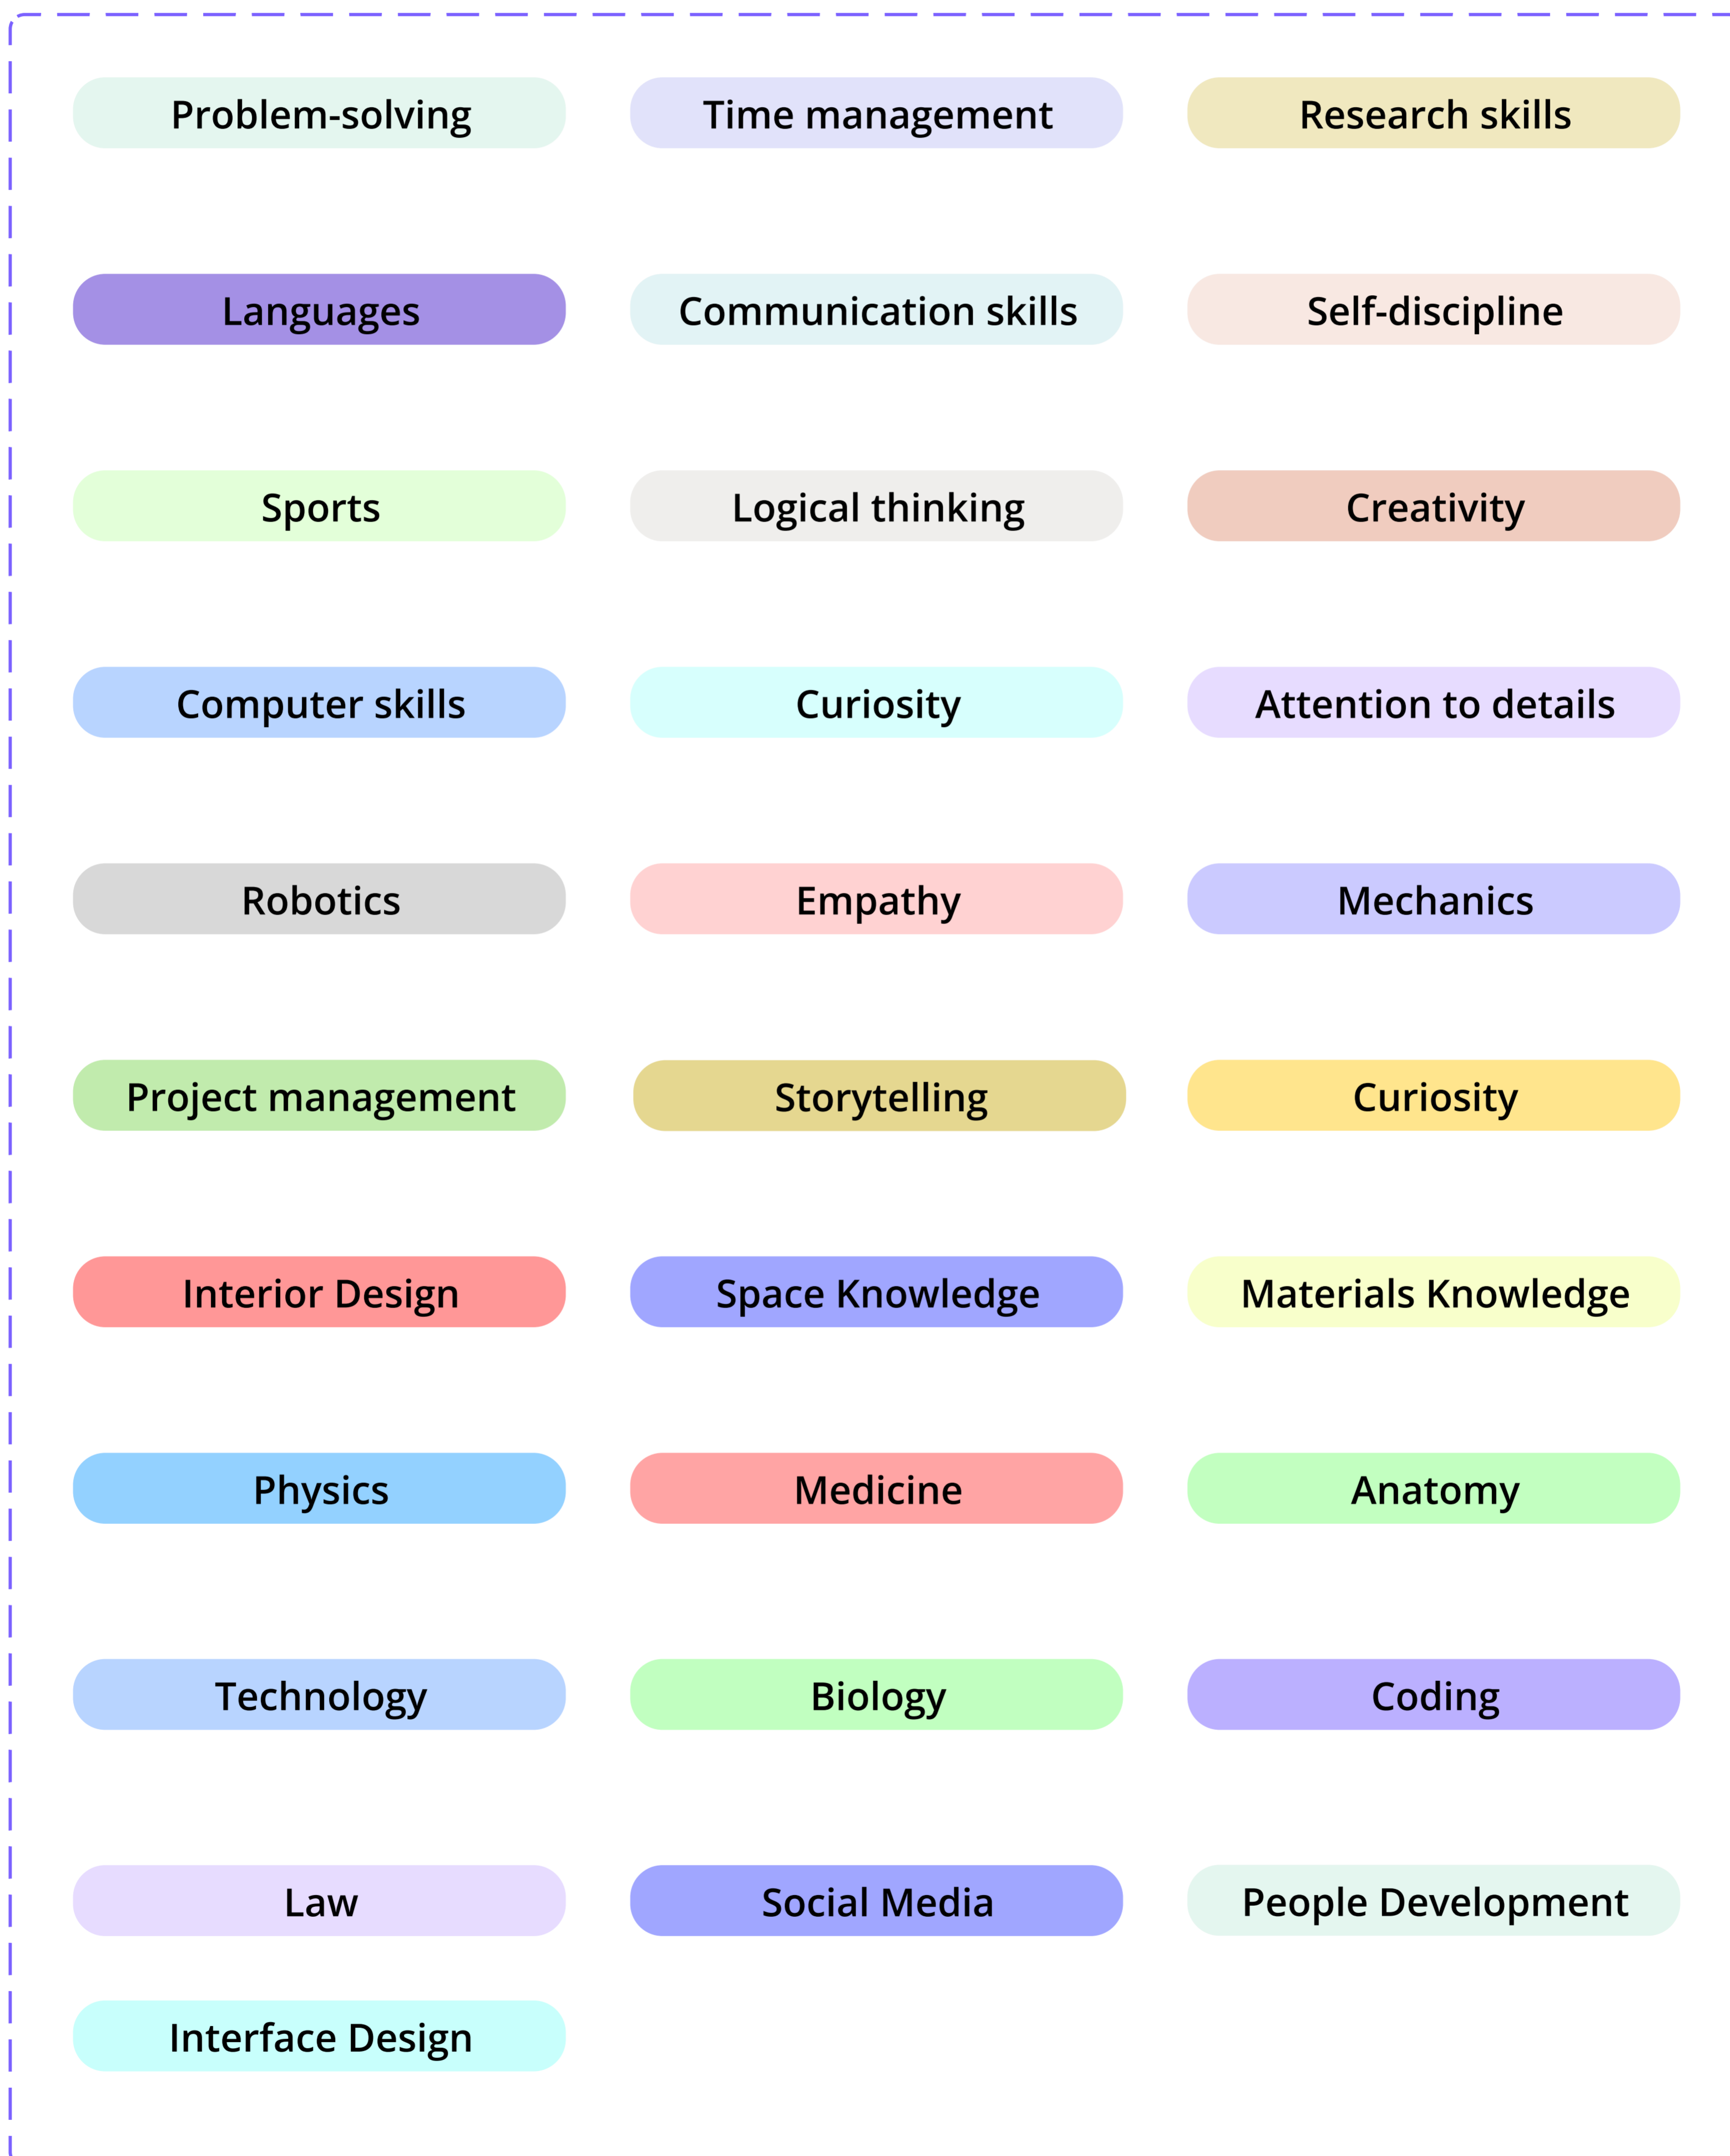 Problem-solving
Time management
Research skills
Languages
Communication skills
Self-discipline
Sports
Logical thinking
Creativity
Computer skills
Curiosity
Attention to details
Robotics
Empathy
Mechanics
Project management
Storytelling
Curiosity
Interior Design
Space Knowledge
Materials Knowledge
Physics
Medicine
Anatomy
Technology
Biology
Coding
Law
Social Media
People Development
Interface Design